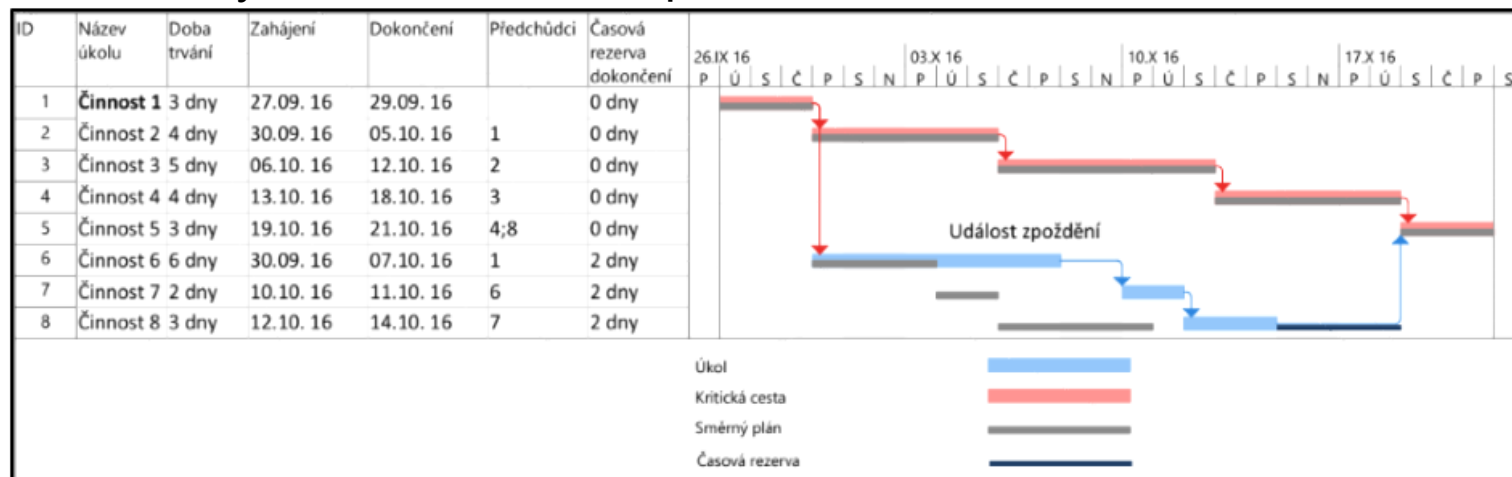 ID Název úkolu Doba trvání Zahájení Dokončení Předchůdci Časová rezerva dokončení
26.IX 16 03.X 16 10.X 16 17.X 16
P Ú S Č P S N P Ú S Č P S N P Ú S Č P S N P Ú S Č P S
1 Činnost 1 3 dny 27.09. 16 29.09. 16 0 dny
2 Činnost 2 4 dny 30.09. 16 05.10. 16 1 0 dny
3 Činnost 3 5 dny 06.10. 16 12.10. 16 2 0 dny
4 Činnost 4 4 dny 13.10. 16 18.10. 16 3 0 dny
5 Činnost 5 3 dny 19.10. 16 21.10. 16 4;8 0 dny
Událost zpoždění
6 Činnost 6 6 dny 30.09. 16 07.10. 16 1 2 dny
7 Činnost 7 2 dny 10.10. 16 11.10. 16 6 2 dny
8 Činnost 8 3 dny 12.10. 16 14.10. 16 7 2 dny
Úkol
Kritická cesta
Směrný plán
Časová rezerva